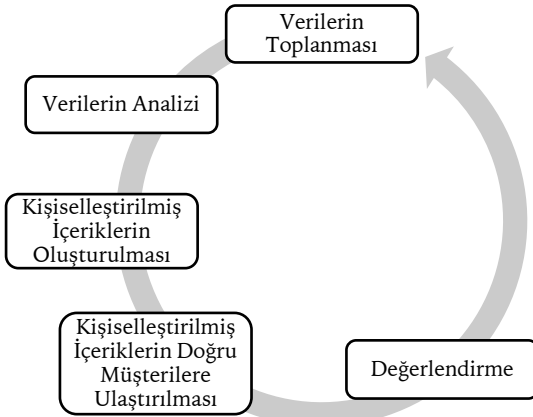 Verilerin
Toplanması
Verilerin Analizi
Kişiselleştirilmiş
İçeriklerin
Oluşturulması
Kişiselleştirilmiş
İçeriklerin Doğru
Müşterilere
Ulaştırılması
Değerlendirme